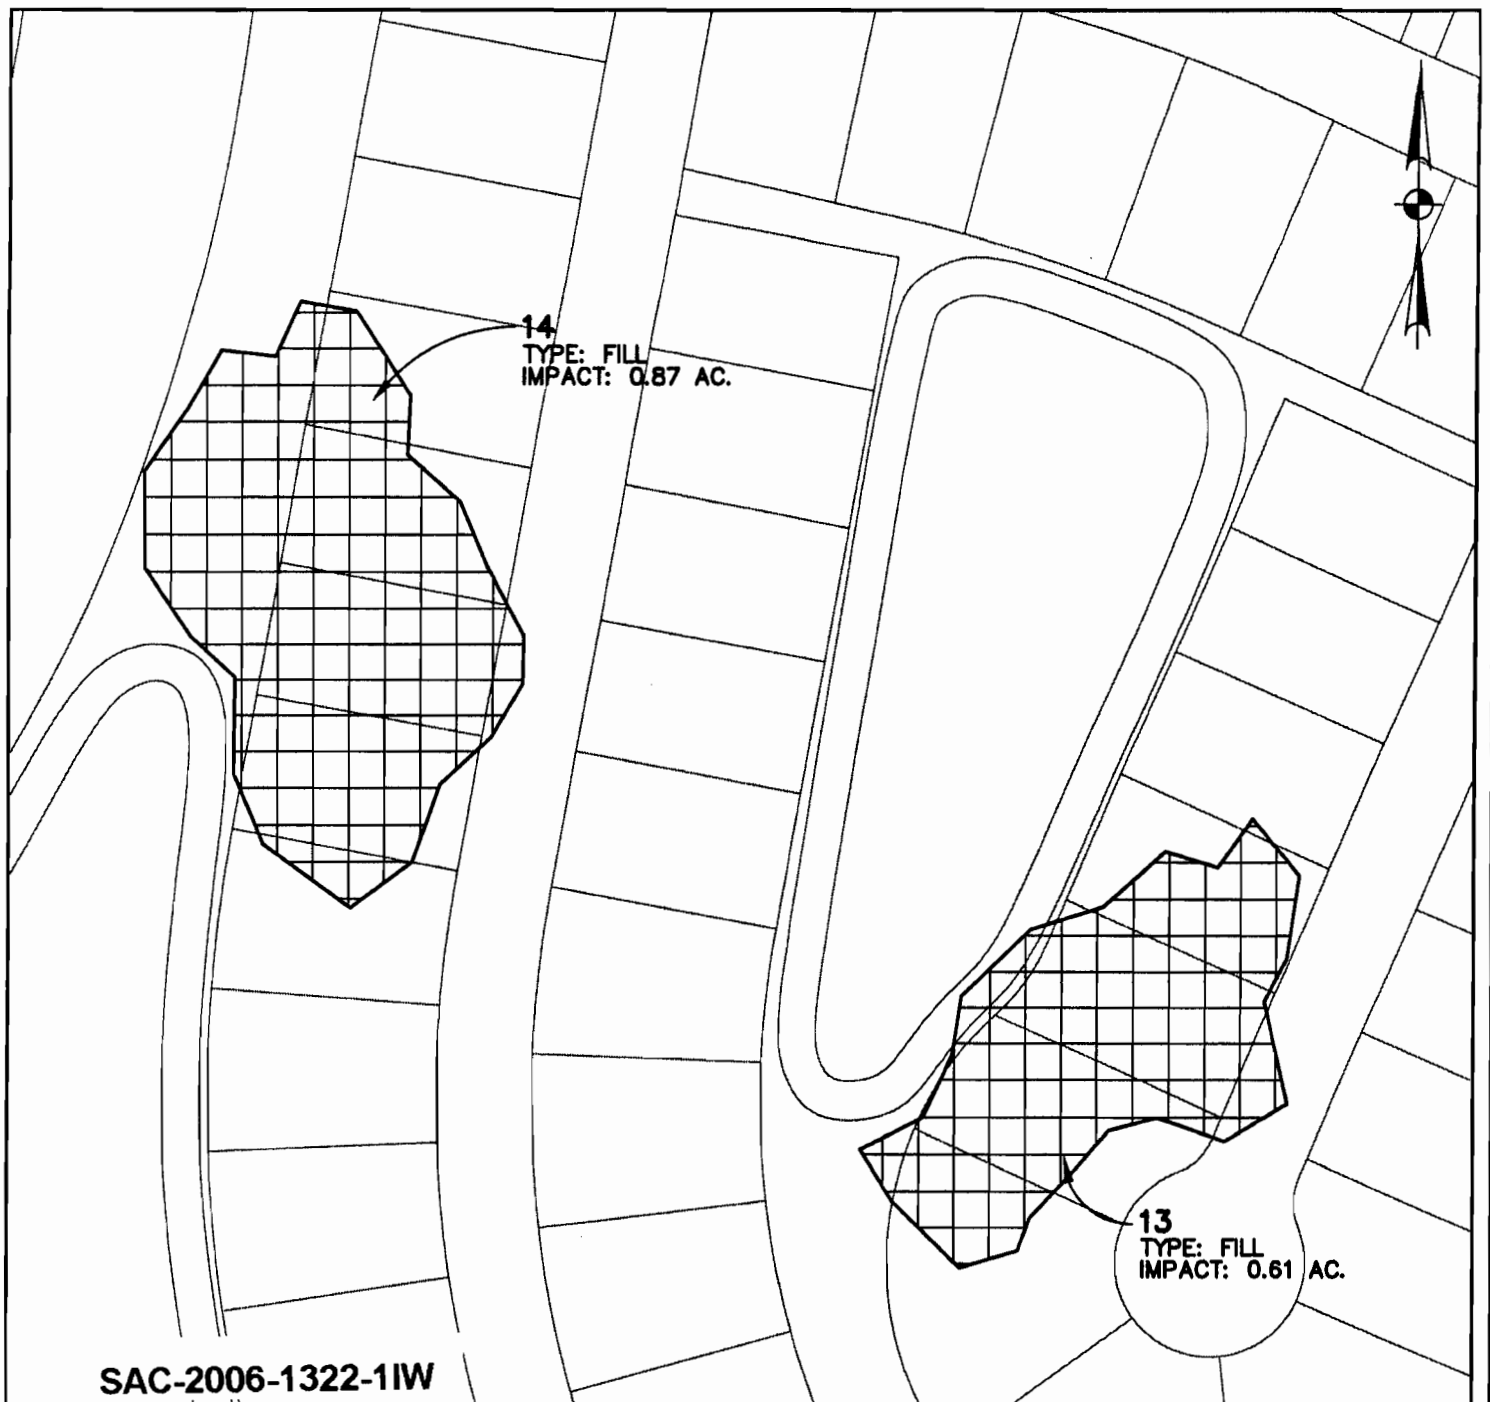 14
TYPE: FILL
IMPACT: 0.87 AC.
13
TYPE: FILL
IMPACT: 0.61 AC.
SAC-2006-1322-1IW